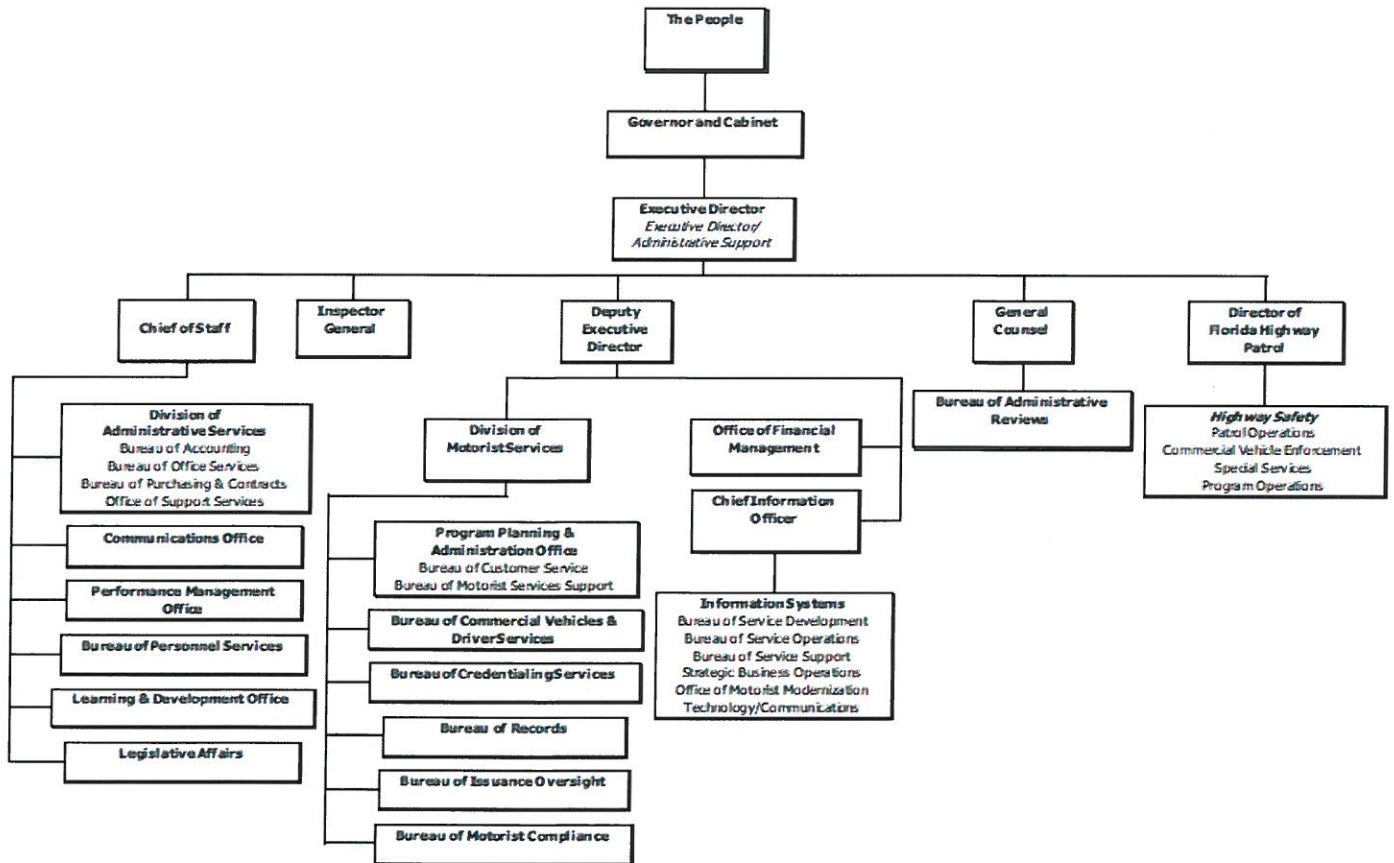 The People
Governor and Cabinet
Executive Director
Executive Director/
Administrative Support
Chief of Staff
Inspector
General
Deputy
Executive
Director
General
Counsel
Director of
Florida Highway
Patrol
Division of
Administrative Services
Bureau of Accounting
Bureau of Office Services
Bureau of Purchasing & Contracts
Office of Support Services
Communications Office
Performance Management
Office
Bureau of Personnel Services
Learning & Development Office
Legislative Affairs
Division of
Motorist Services
Program Planning &
Administration Office
Bureau of Customer Service
Bureau of Motorist Services Support
Bureau of Commercial Vehicles &
Driver Services
Bureau of Credentialing Services
Bureau of Records
Bureau of Issuance Oversight
Bureau of Motorist Compliance
Office of Financial
Management
Chief Information
Officer
Information Systems
Bureau of Service Development
Bureau of Service Operations
Bureau of Service Support
Strategic Business Operations
Office of Motorist Modernization
Technology/Communications
Bureau of Administrative
Reviews
Highway Safety
Patrol Operations
Commercial Vehicle Enforcement
Special Services
Program Operations